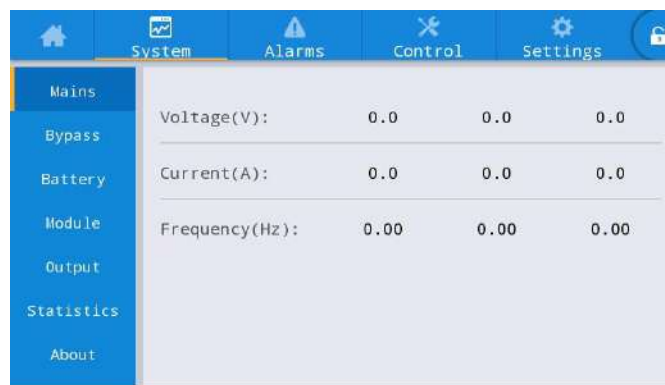 System Alarms Control Settings
Mains
Bypass
Battery
Module
Output
Statistics
About
Voltage(V): 0.0 0.0 0.0
Current(A): 0.0 0.0 0.0
Frequency(Hz): 0.00 0.00 0.00